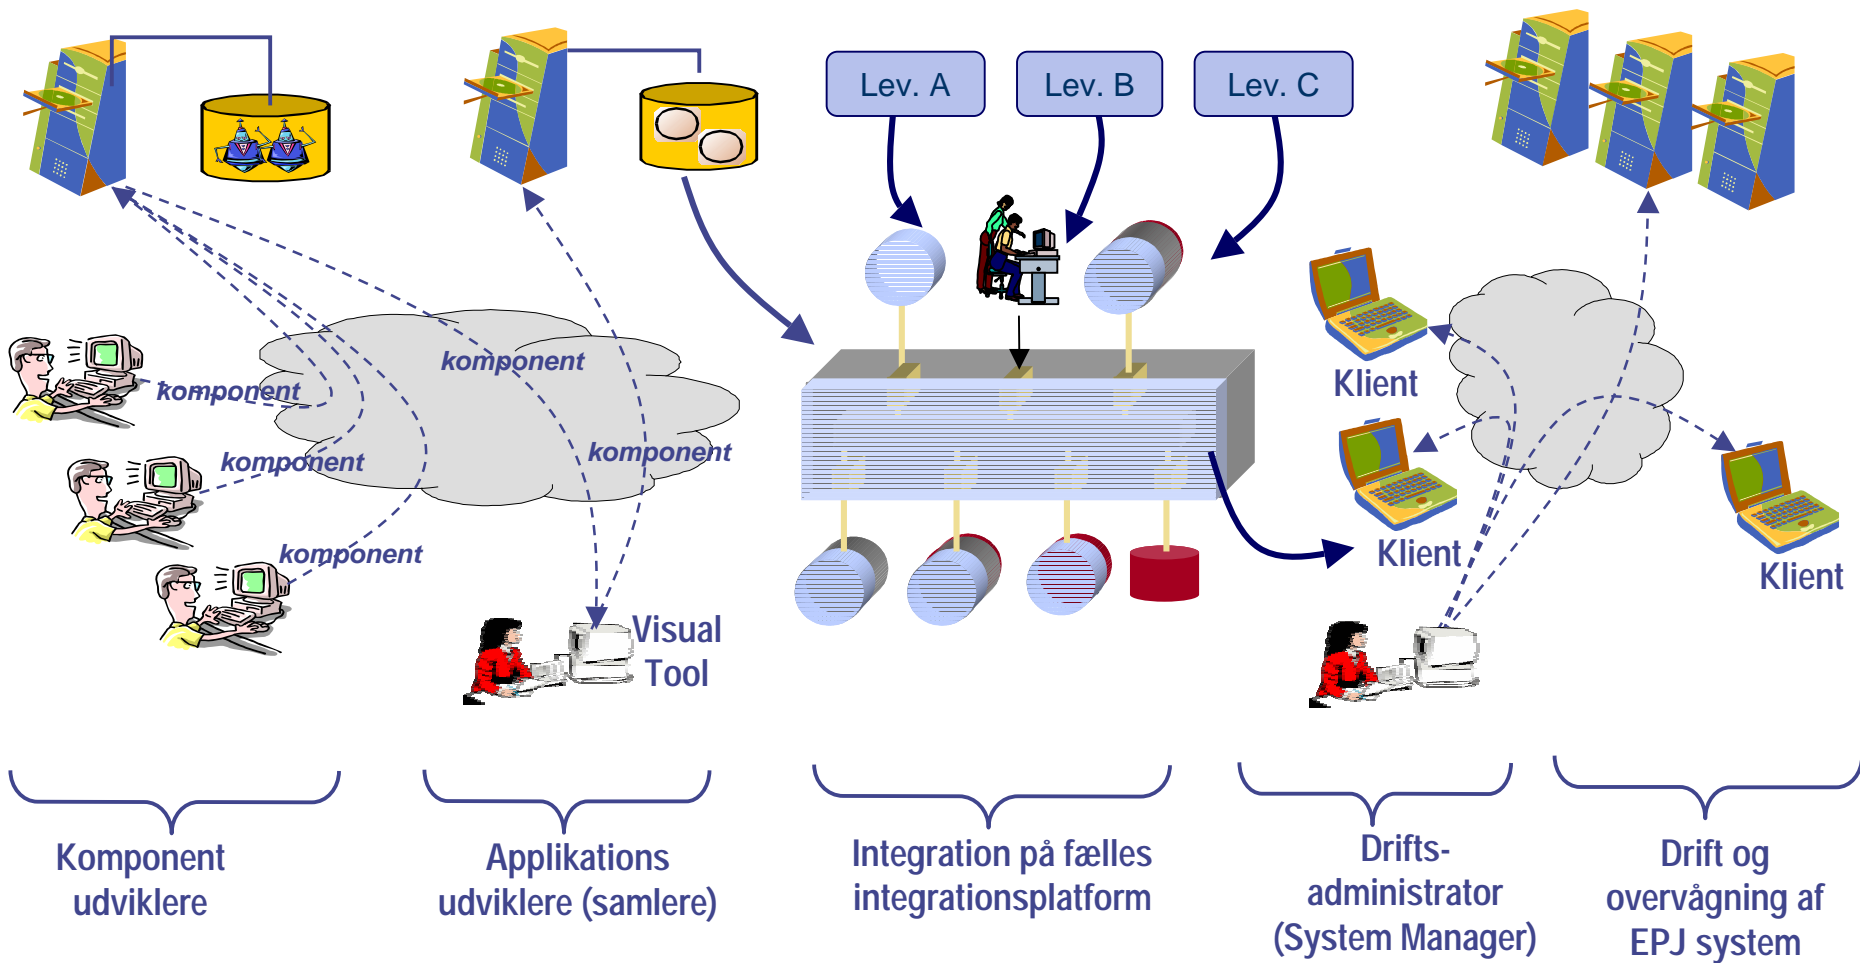 Lev. A
Lev. B
Lev. C
komponent
komponent
komponent
komponent
komponent
Visual
Tool
Klient
Klient
Klient
Komponent
udviklere
Applikations
udviklere (samlere)
Integration på fælles
integrationsplatform
Drifts-
administrator
(System Manager)
Drift og
overvågning af
EPJ system